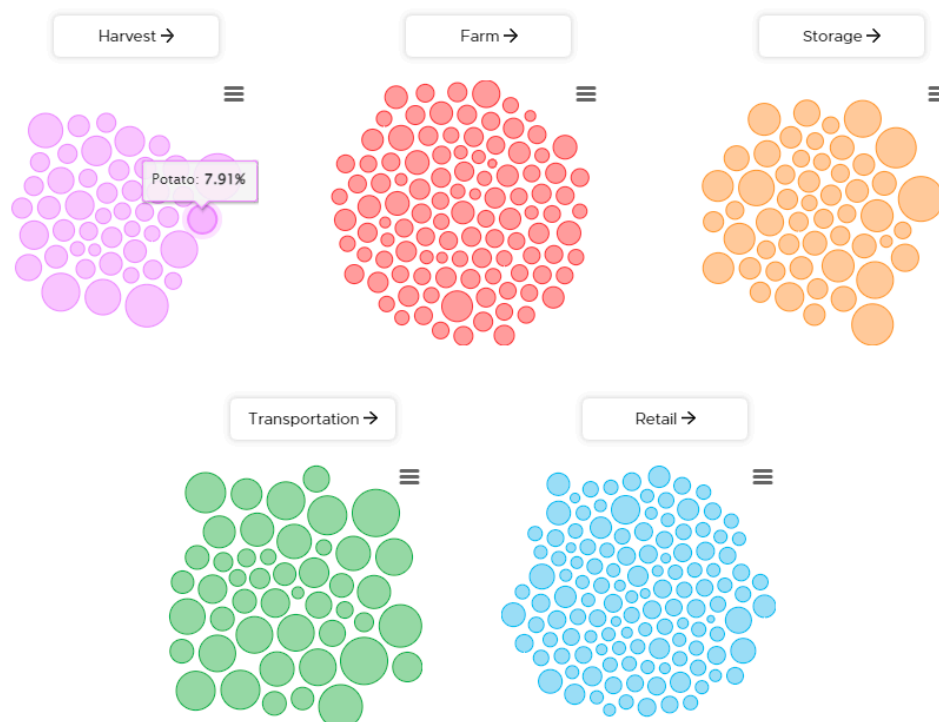 Harvest →
Farm →
Storage →
Potato: 7.91%
Transportation →
Retail →